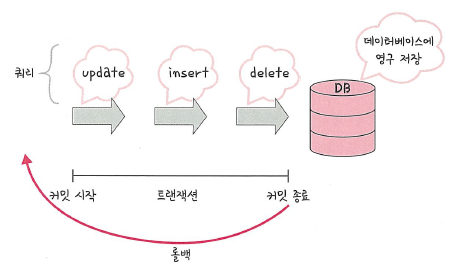 데이터베이스에
영구 저장
쿼리
update
insert
delete
DB
커밋 시작
트랜잭션
커밋 종료
롤백